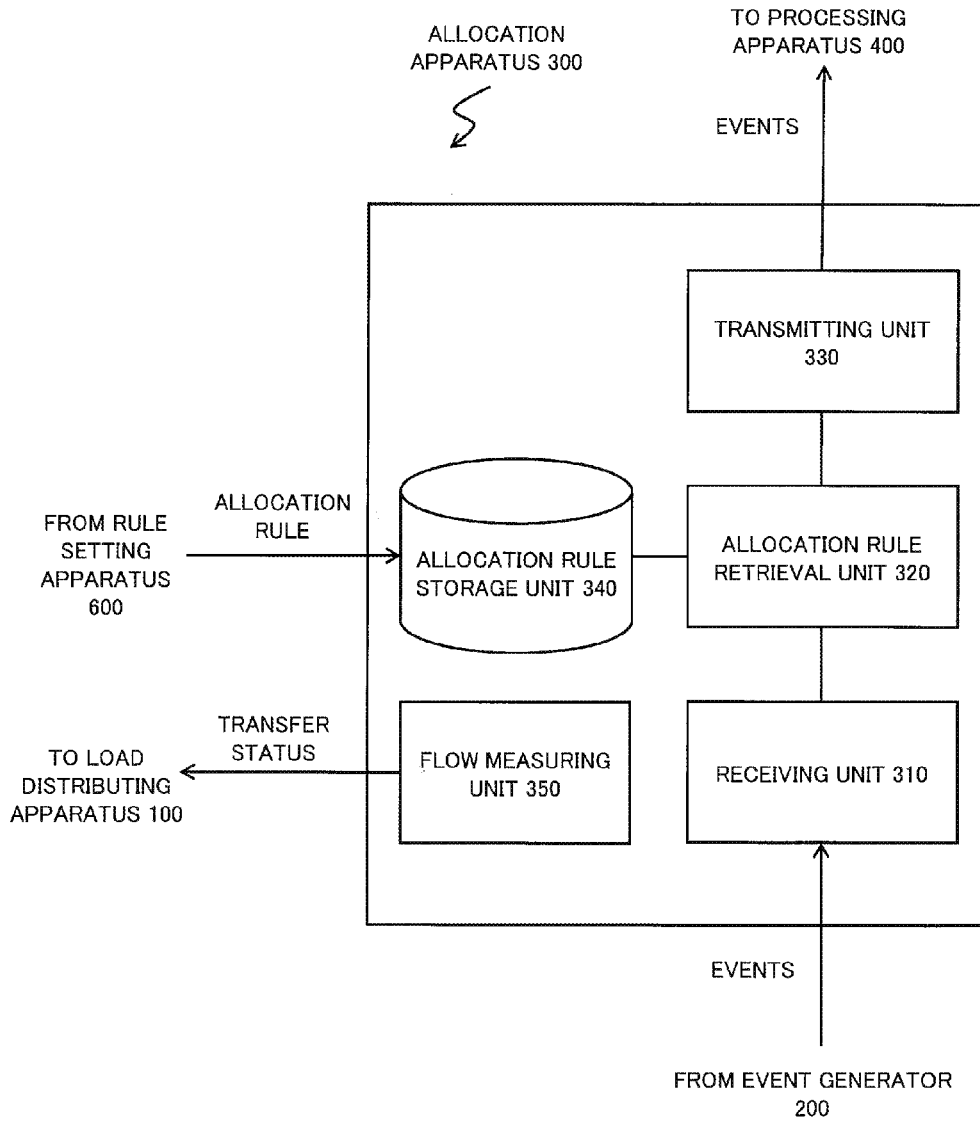 ALLOCATION
APPARATUS 300
TO PROCESSING
APPARATUS 400
EVENTS
TRANSMITTING UNIT
330
FROM RULE
SETTING
APPARATUS
600
ALLOCATION
RULE
ALLOCATION RULE
STORAGE UNIT 340
ALLOCATION RULE
RETRIEVAL UNIT 320
TO LOAD
DISTRIBUTING
APPARATUS 100
TRANSFER
STATUS
FLOW MEASURING
UNIT 350
RECEIVING UNIT 310
EVENTS
FROM EVENT GENERATOR
200